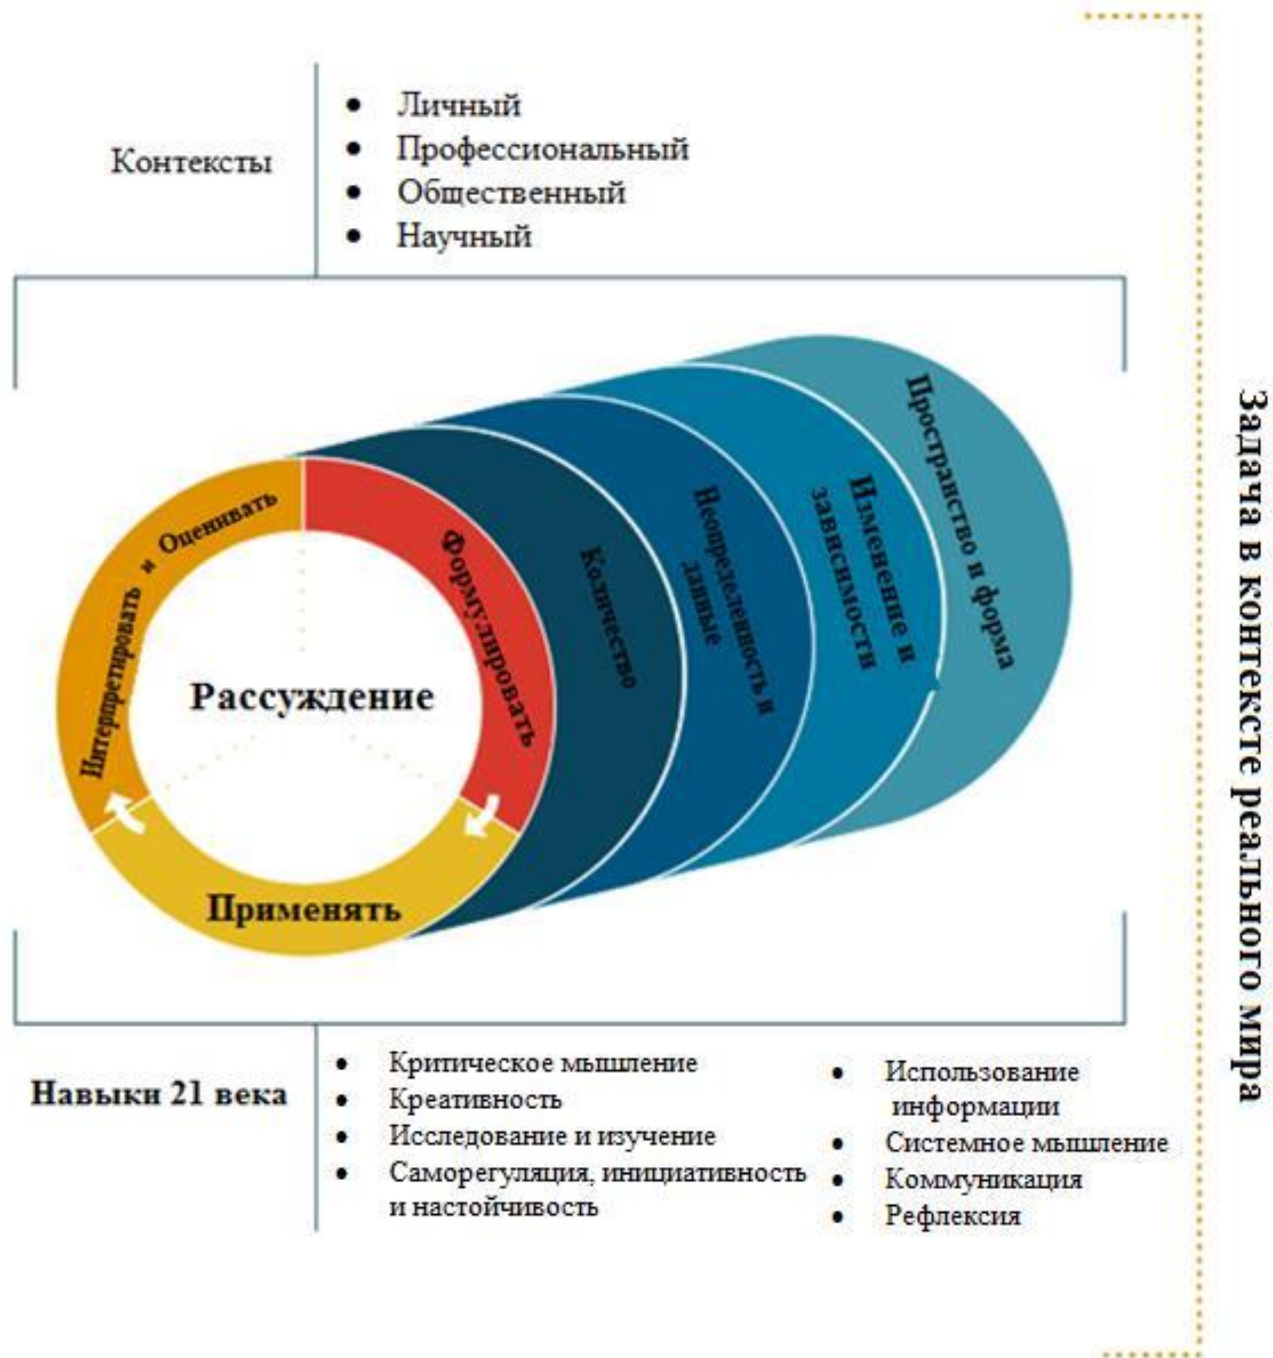 Контексты
Личный
Профессиональный
Общественный
Научный
Интерпретировать и Оценивать
Формулировать
Применять
Рассуждение
Количество
Неопределенность и
данные
Изменение и
зависимости
Пространство и форма
Навыки 21 века
Критическое мышление
Креативность
Исследование и изучение
Саморегуляция, инициативность
и настойчивость
Использование
информации
Системное мышление
Коммуникация
Рефлексия
Задача в контексте реального мира